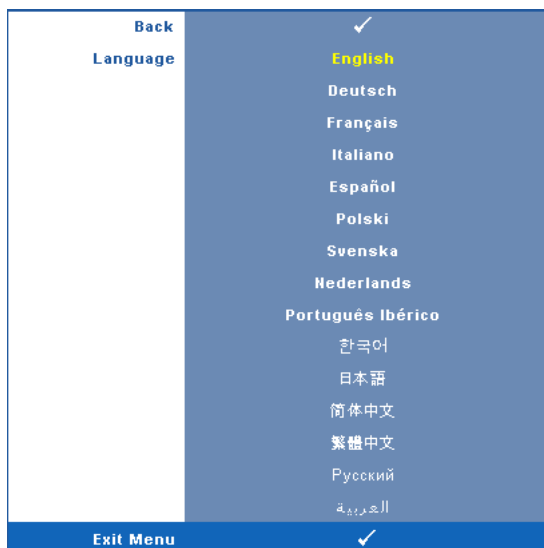 Back ✓
Language English
Deutsch
Français
Italiano
Español
Polski
Svenska
Nederlands
Português Ibérico
한국어
日本語
简体中文
繁體中文
Русский
العربية
Exit Menu ✓